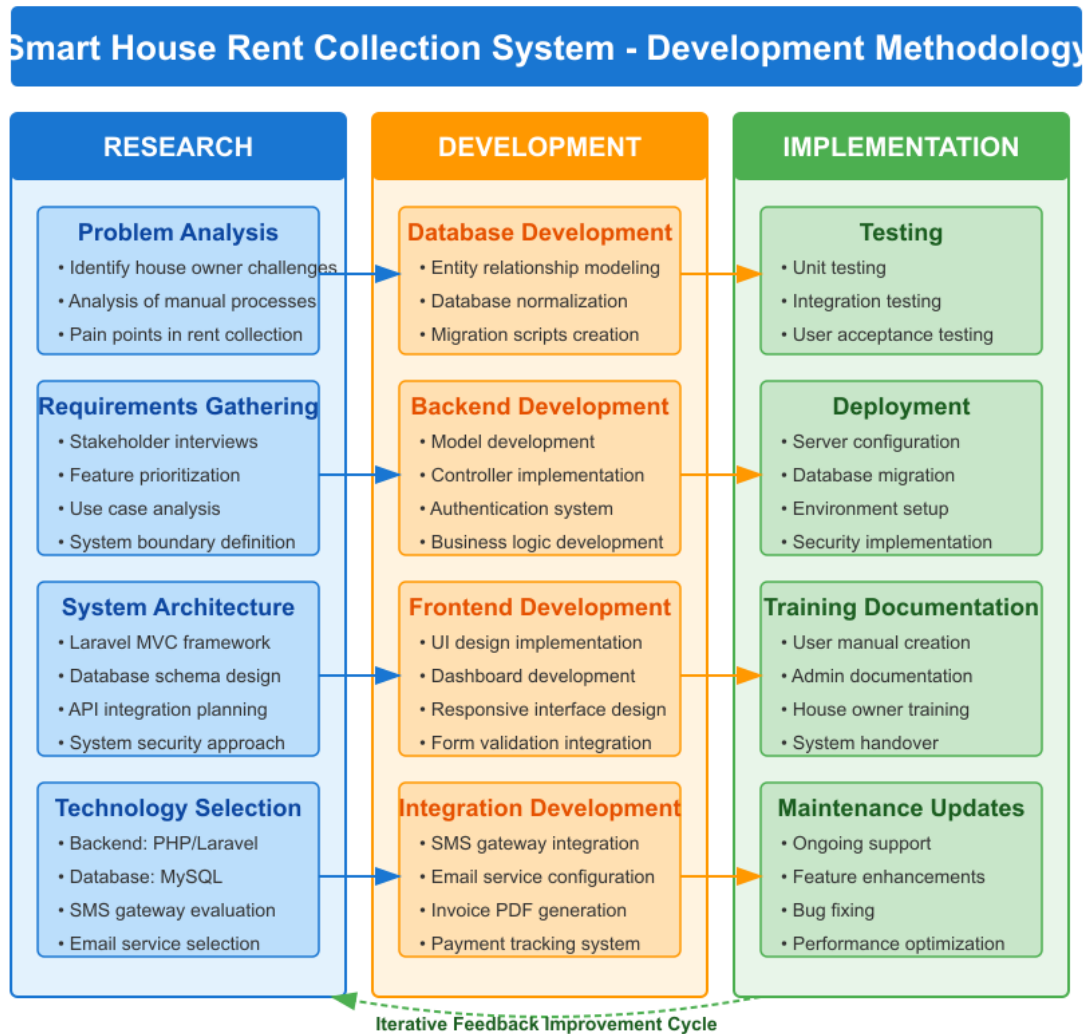 Smart House Rent Collection System - Development Methodology
RESEARCH
Problem Analysis
• Identify house owner challenges
• Analysis of manual processes
• Pain points in rent collection
Requirements Gathering
• Stakeholder interviews
• Feature prioritization
• Use case analysis
• System boundary definition
System Architecture
• Laravel MVC framework
• Database schema design
• API integration planning
• System security approach
Technology Selection
• Backend: PHP/Laravel
• Database: MySQL
• SMS gateway evaluation
• Email service selection
DEVELOPMENT
Database Development
• Entity relationship modeling
• Database normalization
• Migration scripts creation
Backend Development
• Model development
• Controller implementation
• Authentication system
• Business logic development
Frontend Development
• UI design implementation
• Dashboard development
• Responsive interface design
• Form validation integration
Integration Development
• SMS gateway integration
• Email service configuration
• Invoice PDF generation
• Payment tracking system
IMPLEMENTATION
Testing
• Unit testing
• Integration testing
• User acceptance testing
Deployment
• Server configuration
• Database migration
• Environment setup
• Security implementation
Training Documentation
• User manual creation
• Admin documentation
• House owner training
• System handover
Maintenance Updates
• Ongoing support
• Feature enhancements
• Bug fixing
• Performance optimization
Iterative Feedback Improvement Cycle